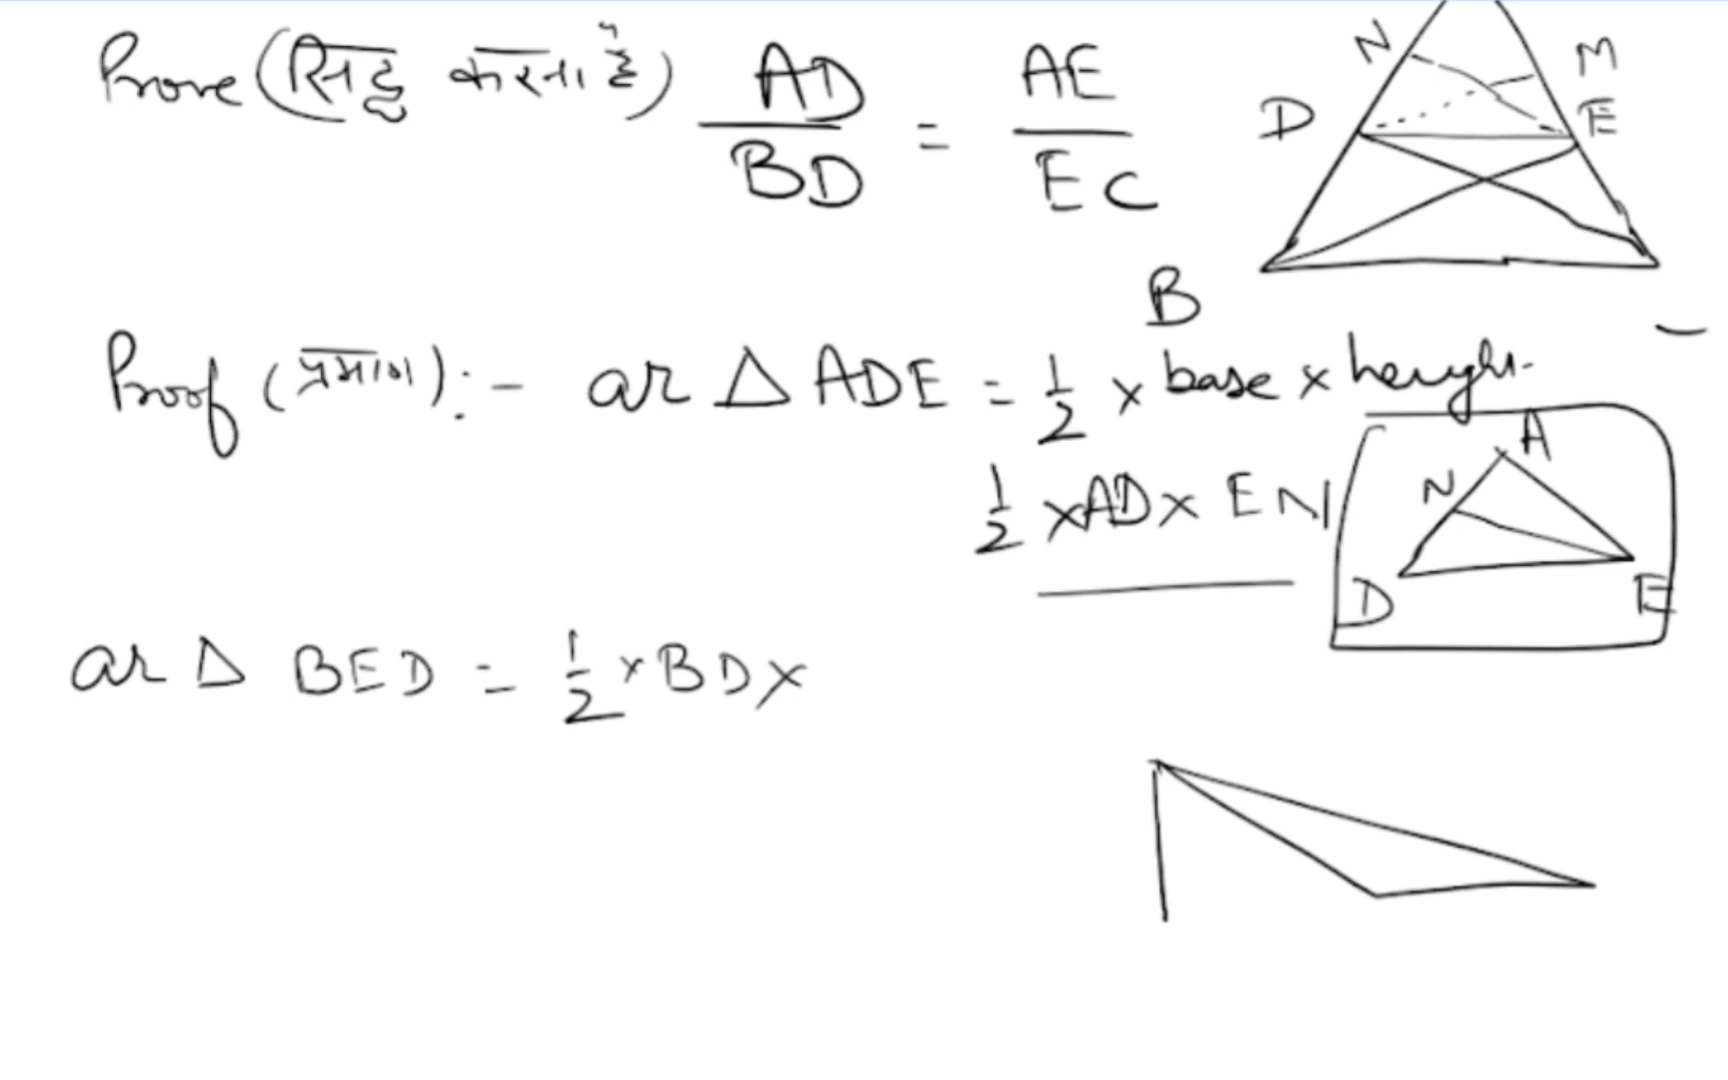 Prove (सिद्ध करना है) AD/BD = AE/EC
N M
D E
B
Proof (प्रमाण) :- ar △ ADE = 1/2 × base × height
1/2 × AD × EN
A
N
D E
ar △ BED = 1/2 × BD ×